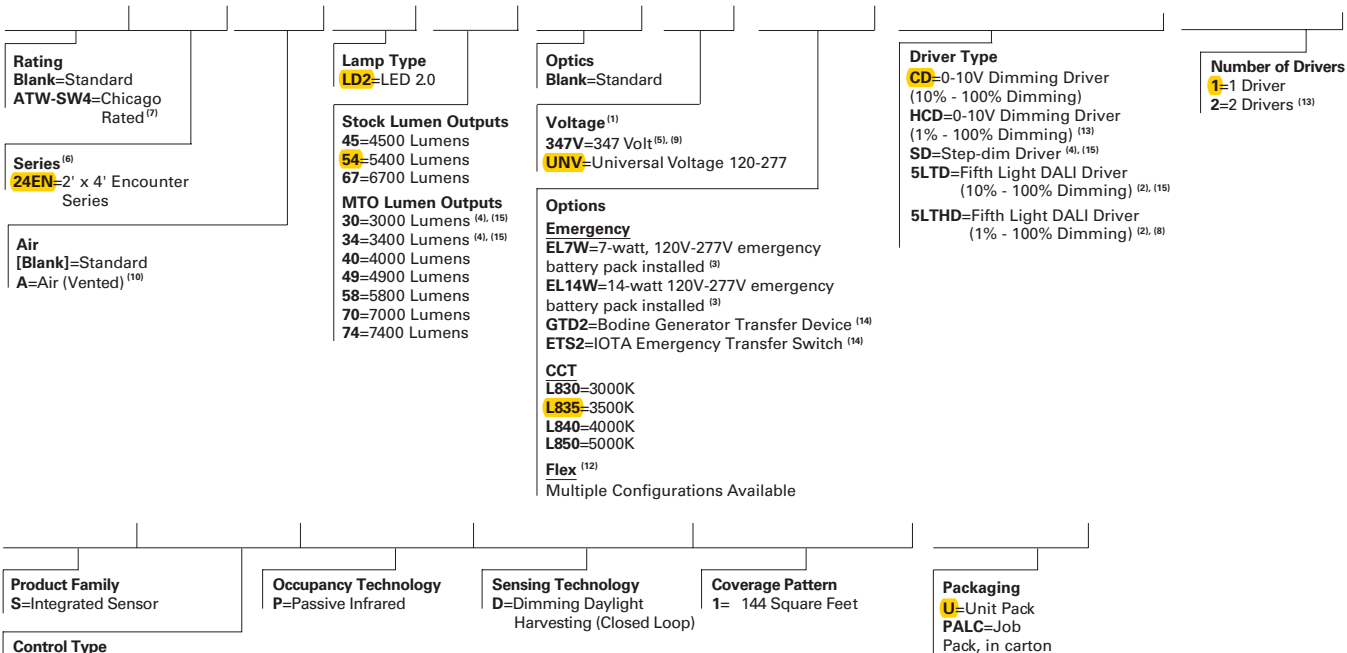 Rating
Blank=Standard
ATW-SW4=Chicago
Rated (7)
Series (6)
24EN=2' x 4' Encounter
Series
Air
[Blank]=Standard
A=Air (Vented) (10)
Lamp Type
LD2=LED 2.0
Stock Lumen Outputs
45=4500 Lumens
54=5400 Lumens
67=6700 Lumens
MTO Lumen Outputs
30=3000 Lumens (4), (15)
34=3400 Lumens (4), (15)
40=4000 Lumens
49=4900 Lumens
58=5800 Lumens
70=7000 Lumens
74=7400 Lumens
Optics
Blank=Standard
Voltage (1)
347V=347 Volt (5), (9)
UNV=Universal Voltage 120-277
Options
Emergency
EL7W=7-watt, 120V-277V emergency
battery pack installed (3)
EL14W=14-watt 120V-277V emergency
battery pack installed (3)
GTD2=Bodine Generator Transfer Device (14)
ETS2=IOTA Emergency Transfer Switch (14)
CCT
L830=3000K
L835=3500K
L840=4000K
L850=5000K
Flex (12)
Multiple Configurations Available
Driver Type
CD=0-10V Dimming Driver
(10% - 100% Dimming)
HCD=0-10V Dimming Driver
(1% - 100% Dimming) (13)
SD=Step-dim Driver (4), (15)
5LTD=Fifth Light DALI Driver
(10% - 100% Dimming) (2), (15)
5LTHD=Fifth Light DALI Driver
(1% - 100% Dimming) (2), (8)
Number of Drivers
1=1 Driver
2=2 Drivers (13)
Product Family
S=Integrated Sensor
Control Type
Occupancy Technology
P=Passive Infrared
Sensing Technology
D=Dimming Daylight
Harvesting (Closed Loop)
Coverage Pattern
1= 144 Square Feet
Packaging
U=Unit Pack
PALC=Job
Pack, in carton